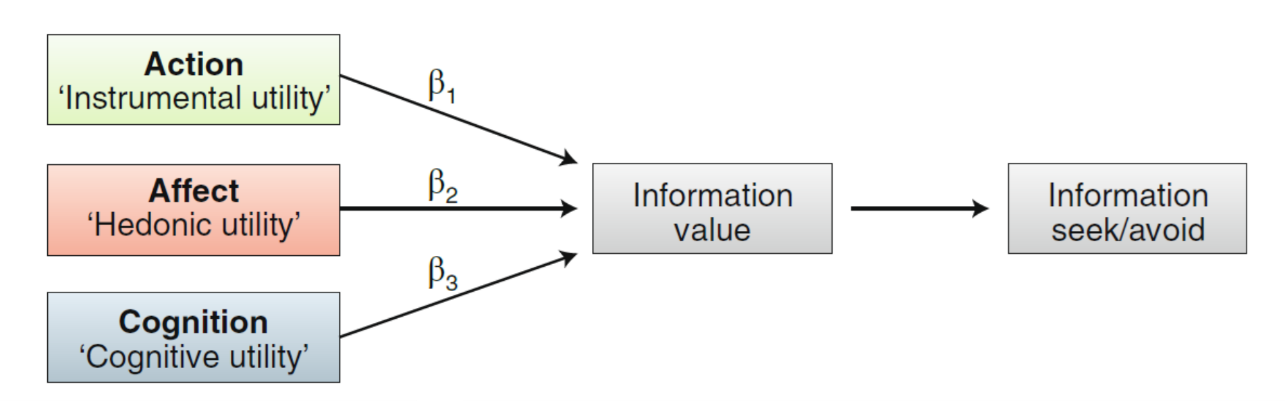 Action
‘Instrumental utility’
β1
Affect
‘Hedonic utility’
β2
Cognition
‘Cognitive utility’
β3
Information
value
Information
seek/avoid